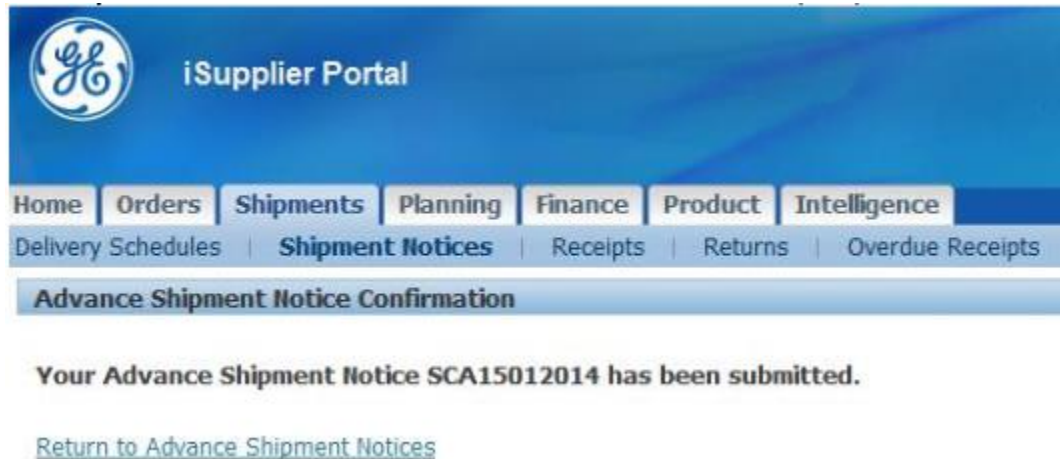 GE
iSupplier Portal
Home Orders Shipments Planning Finance Product Intelligence
Delivery Schedules | Shipment Notices | Receipts | Returns | Overdue Receipts
Advance Shipment Notice Confirmation
Your Advance Shipment Notice SCA15012014 has been submitted.
Return to Advance Shipment Notices